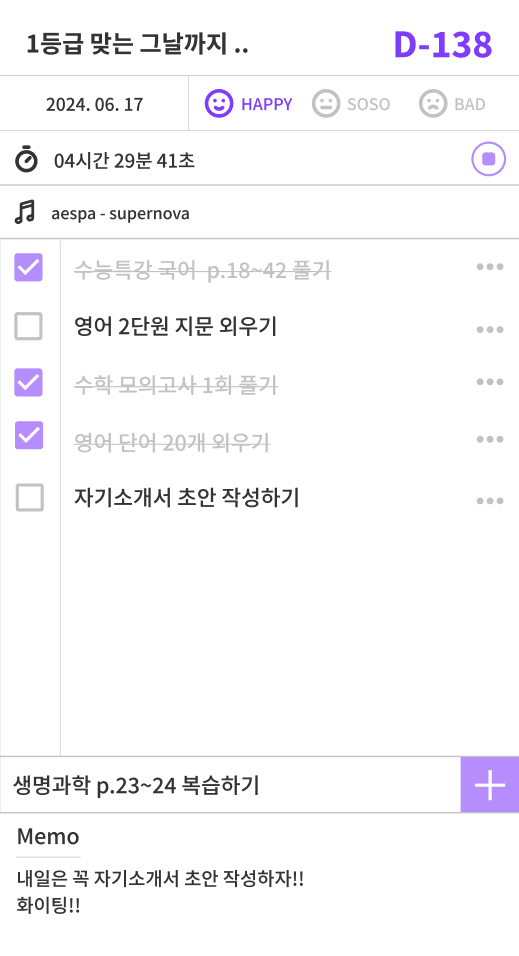 1등급 맞는 그날까지 ..
D-138
2024. 06. 17
HAPPY
SOSO
BAD
04시간 29분 41초
aespa - supernova
수능특강 국어 p.18~42 풀기
영어 2단원 지문 외우기
수학 모의고사 1회 풀기
영어 단어 20개 외우기
자기소개서 초안 작성하기
생명과학 p.23~24 복습하기
Memo
내일은 꼭 자기소개서 초안 작성하자!!
화이팅!!